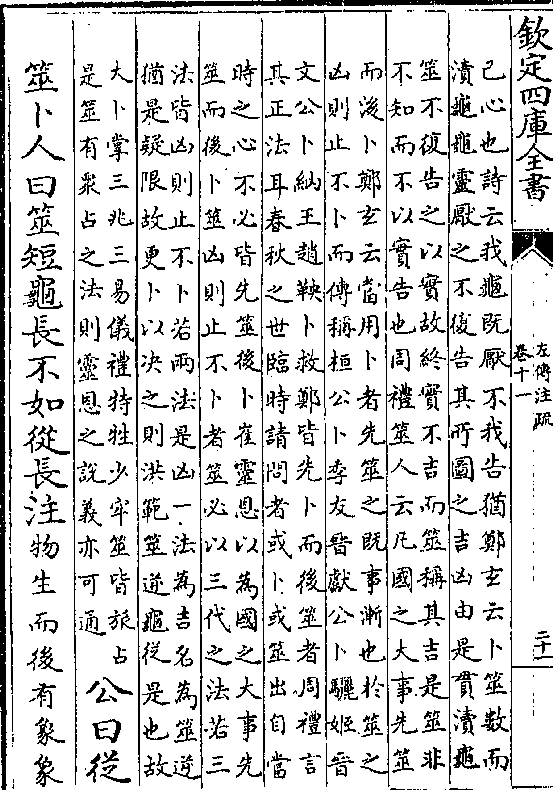 欽定四庫全書
左傳注疏
卷十一
二十一
己心也詩云我龜既厭不我告猶鄭玄云卜筮數而
瀆龜龜靈厭之不復告其所圖之吉凶由是貫瀆龜
筮不復告之以實故終實不吉而筮稱其吉是筮非
不知而不以實告也周禮筮人云凡國之大事先筮
而後卜鄭玄云當用卜者先筮之既事漸也於筮之
凶則止不卜而傳稱桓公卜季友晉獻公卜驪姬晉
文公卜納王趙鞅卜救鄭皆先卜而後筮者周禮言
其正法耳春秋之世臨時請問者或卜或筮出自當
時之心不必皆先筮後卜崔靈恩以為國之大事先
筮而後卜筮凶則止不卜者筮必以三代之法若三
法皆凶則止不卜若兩法是凶一法為吉名為筮逆
猶是疑限故更卜以決之則洪範筮逆龜從是也故
大卜掌三兆三易儀禮特牲少牢筮皆旅占
是筮有衆占之法則靈恩之説義亦可通
公曰從
筮卜人曰筮短龜長不如從長注物生而後有象象